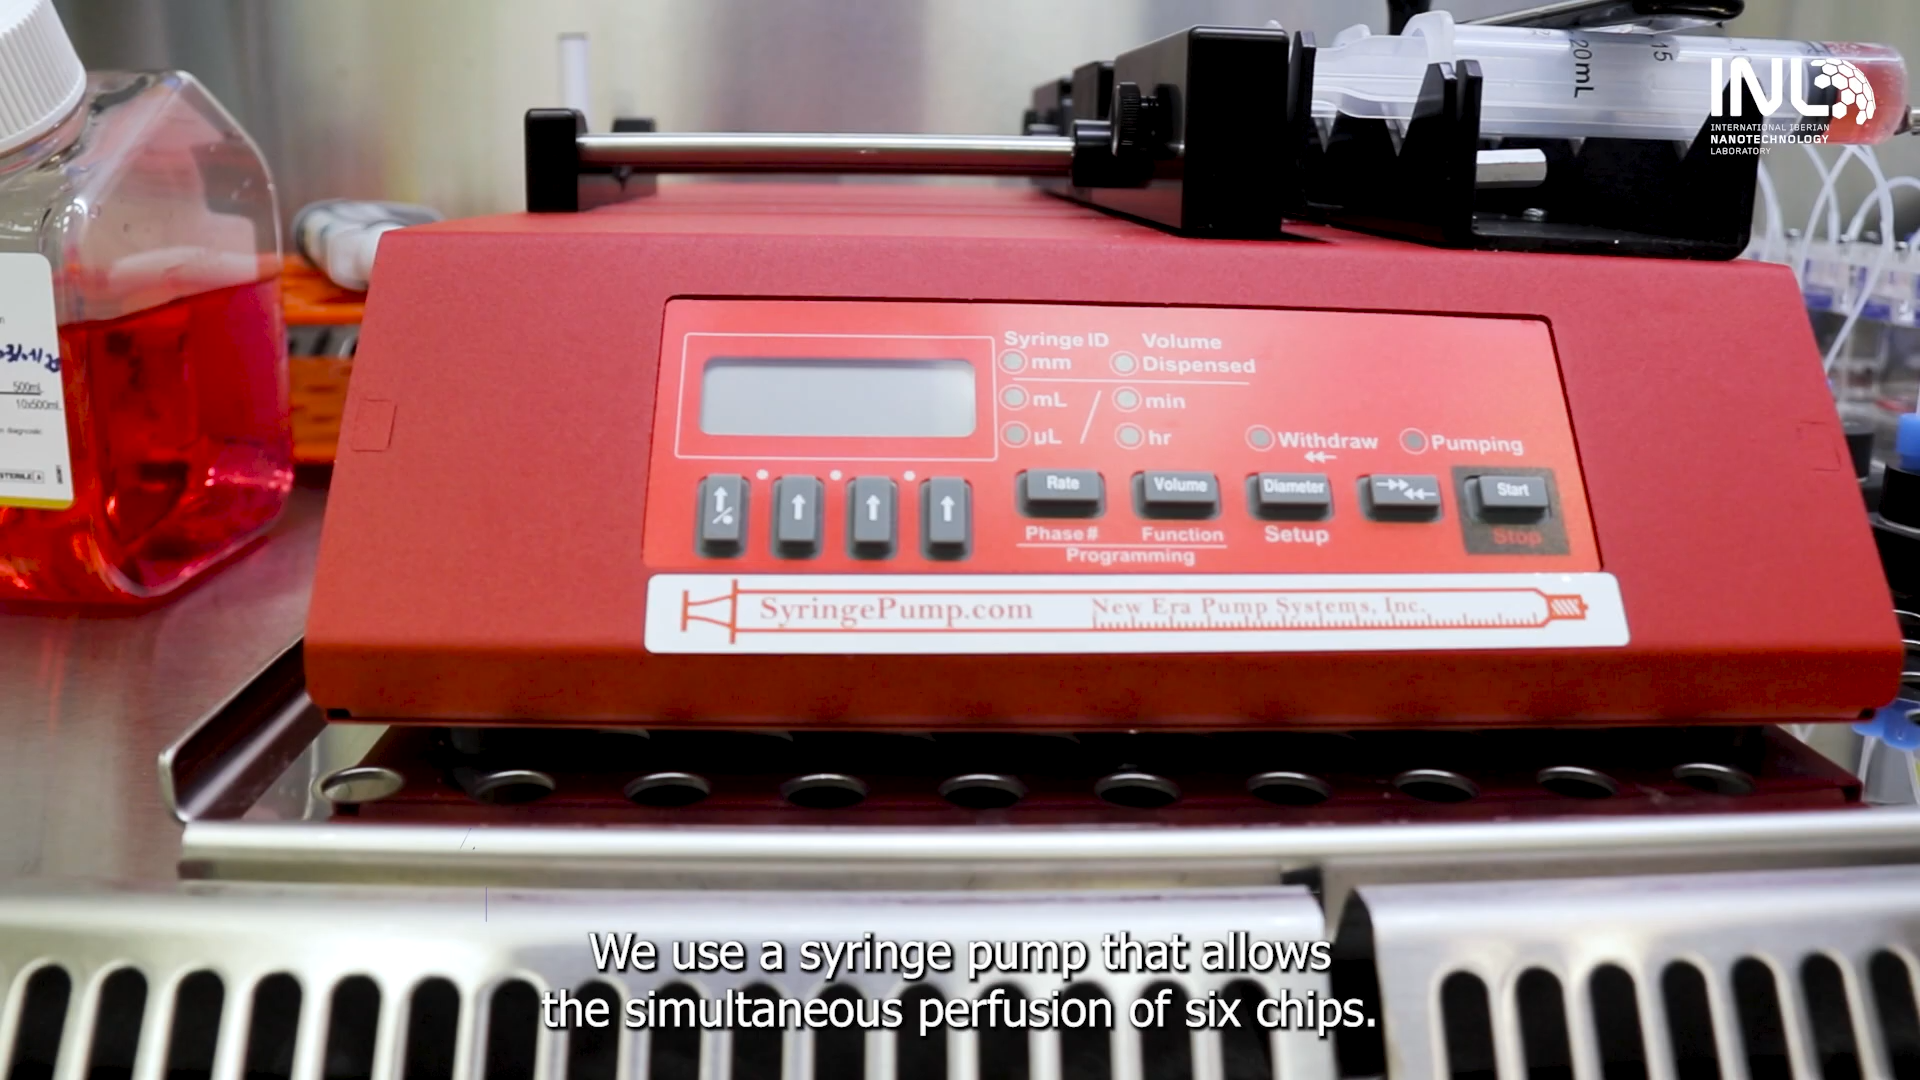 INL
INTERNATIONAL IBERIAN
NANOTECHNOLOGY
LABORATORY
20mL
15
500mL
10x500mL
STERILE A
Syringe ID
Volume
mm
Dispensed
mL / min
µL / hr
Withdraw
Pumping
Rate
Volume
Diameter
Start
Phase #
Function
Setup
Stop
Programming
SyringePump.com
New Era Pump Systems, Inc.
We use a syringe pump that allows
the simultaneous perfusion of six chips.